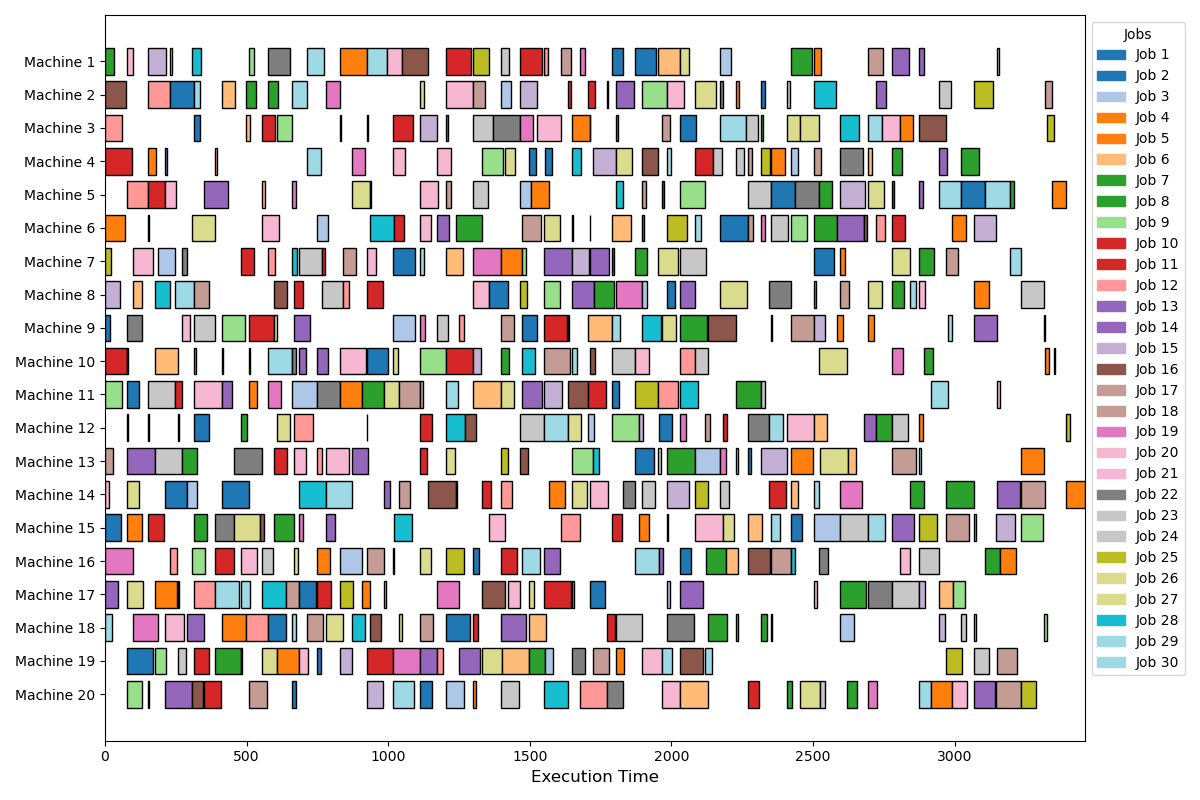 Machine 1
Machine 2
Machine 3
Machine 4
Machine 5
Machine 6
Machine 7
Machine 8
Machine 9
Machine 10
Machine 11
Machine 12
Machine 13
Machine 14
Machine 15
Machine 16
Machine 17
Machine 18
Machine 19
Machine 20
0 500 1000 1500 2000 2500 3000
Execution Time
Jobs
Job 1
Job 2
Job 3
Job 4
Job 5
Job 6
Job 7
Job 8
Job 9
Job 10
Job 11
Job 12
Job 13
Job 14
Job 15
Job 16
Job 17
Job 18
Job 19
Job 20
Job 21
Job 22
Job 23
Job 24
Job 25
Job 26
Job 27
Job 28
Job 29
Job 30